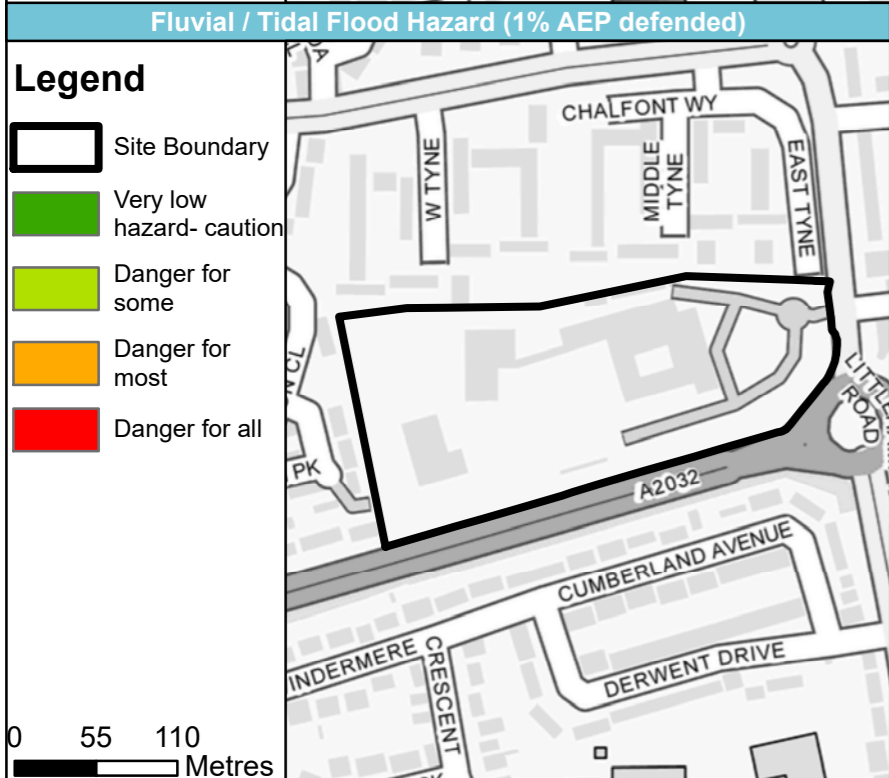 Fluvial / Tidal Flood Hazard (1% AEP defended)
Legend
Site Boundary
Very low
hazard- caution
Danger for
some
Danger for
most
Danger for all
0 55 110
Metres
CHALFONT WY
W TYNE
MIDDLE
TYNE
EAST TYNE
PK
ROAD
A2032
CUMBERLAND AVENUE
INDERMERE
CRESCENT
DERWENT DRIVE